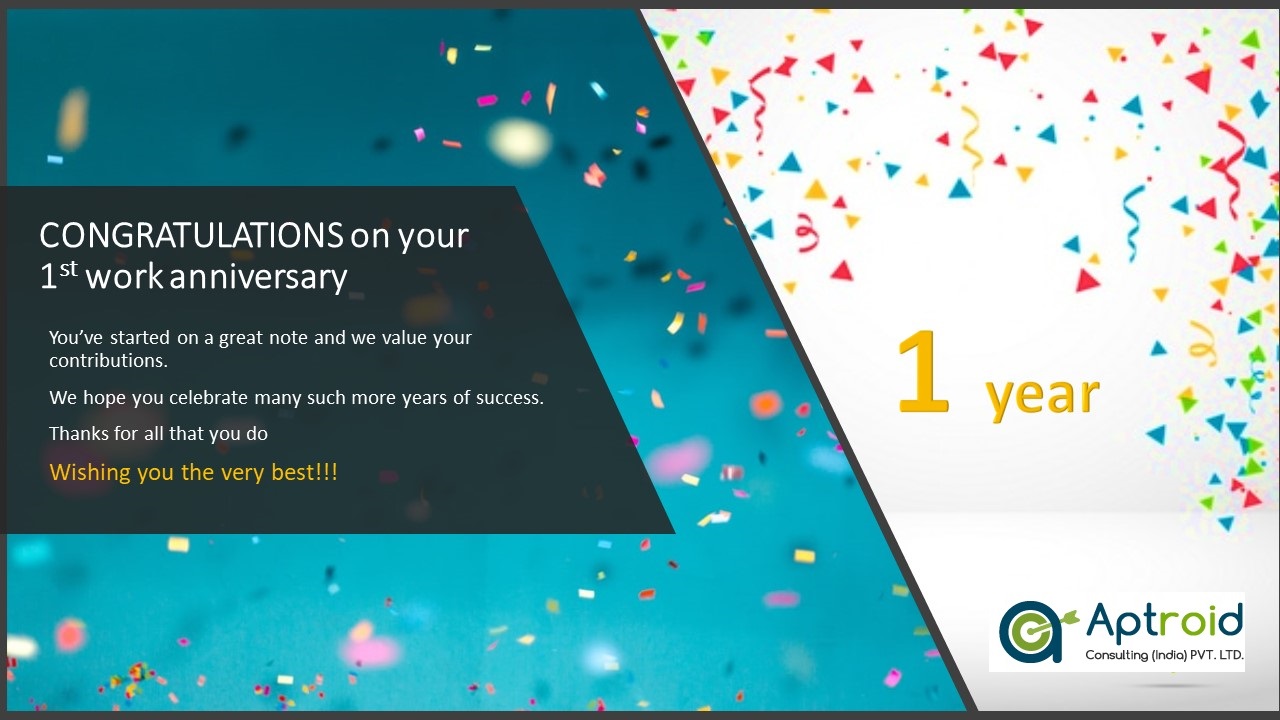 CONGRATULATIONS on your
1st work anniversary
You’ve started on a great note and we value your
contributions.
We hope you celebrate many such more years of success.
Thanks for all that you do
Wishing you the very best!!!
1 year
Aptroid
Consulting (India) PVT. LTD.